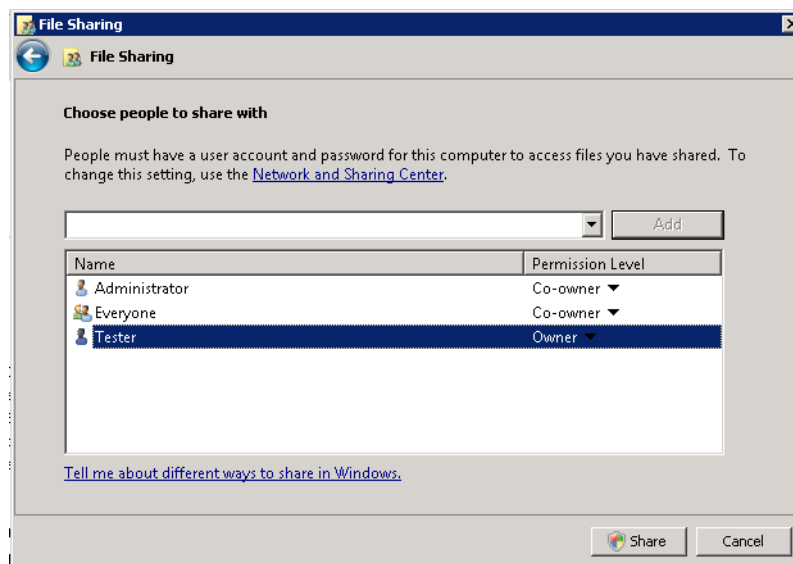 File Sharing
File Sharing
Choose people to share with
People must have a user account and password for this computer to access files you have shared. To
change this setting, use the Network and Sharing Center.
Add
Name Permission Level
Administrator Co-owner
Everyone Co-owner
Tester Owner
Tell me about different ways to share in Windows.
Share Cancel